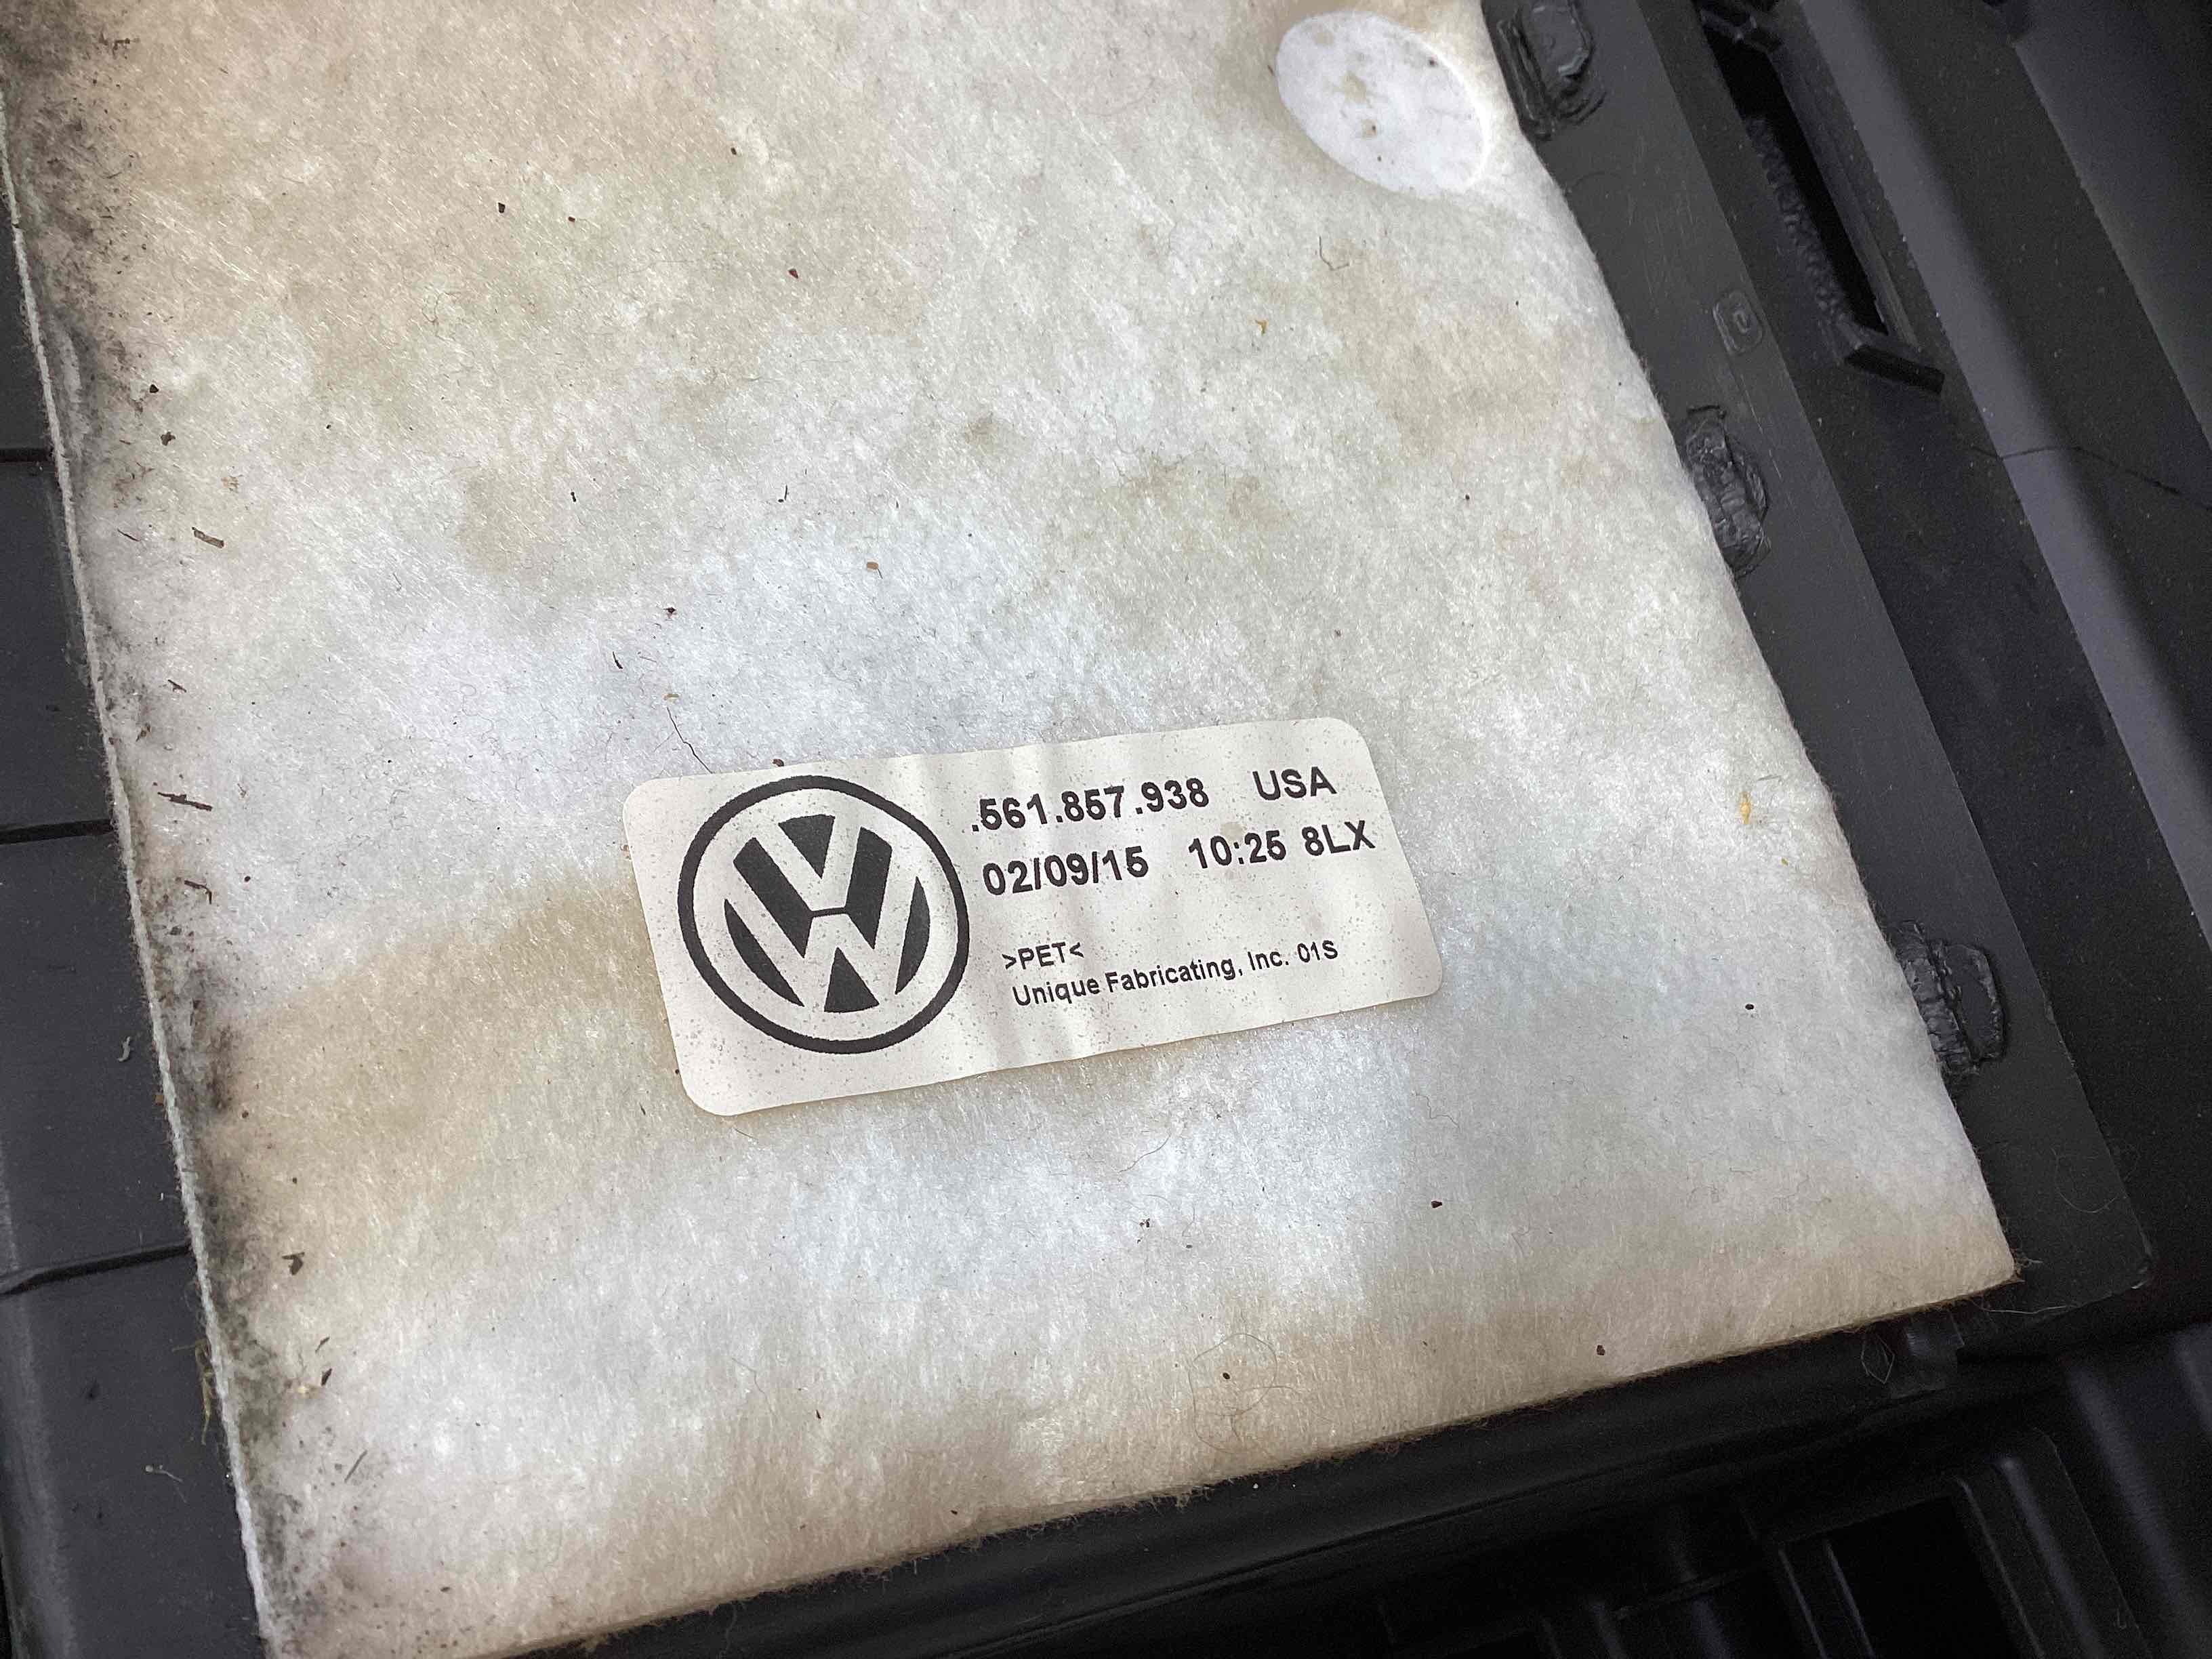 .561.857.938 USA
02/09/15 10:25 8LX
>PET<
Unique Fabricating, Inc. 01S